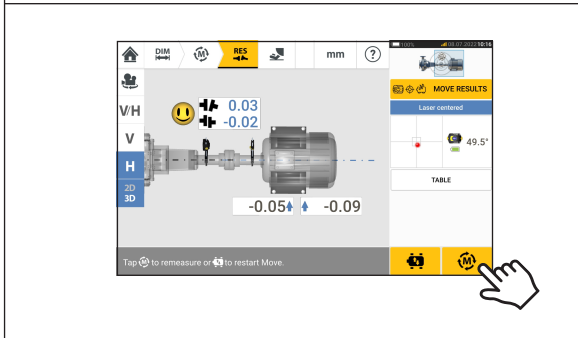 DIM
M
RES
mm
?
100%
08.07.2022 10:16
MOVE RESULTS
V/H
0.03
-0.02
Laser centered
V
49.5°
H
TABLE
2D
3D
-0.05
-0.09
Tap M to remeasure or to restart Move.
M